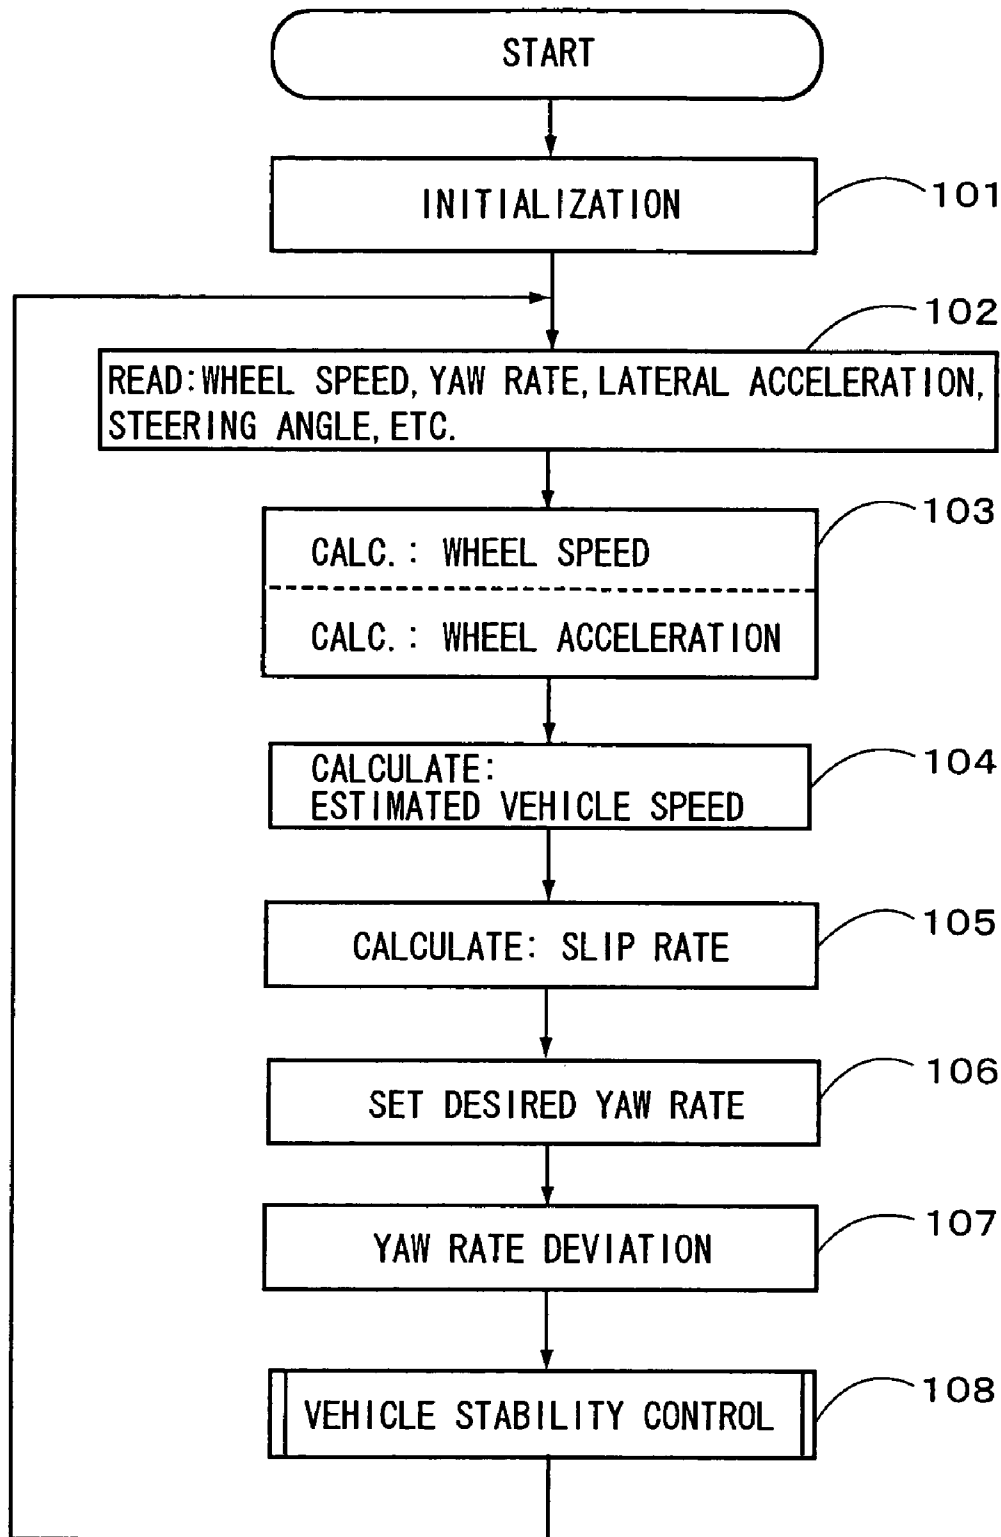 START
INITIALIZATION
101
102
READ:WHEEL SPEED, YAW RATE, LATERAL ACCELERATION,
STEERING ANGLE, ETC.
103
CALC.: WHEEL SPEED
CALC.: WHEEL ACCELERATION
104
CALCULATE:
ESTIMATED VEHICLE SPEED
105
CALCULATE: SLIP RATE
106
SET DESIRED YAW RATE
107
YAW RATE DEVIATION
108
VEHICLE STABILITY CONTROL